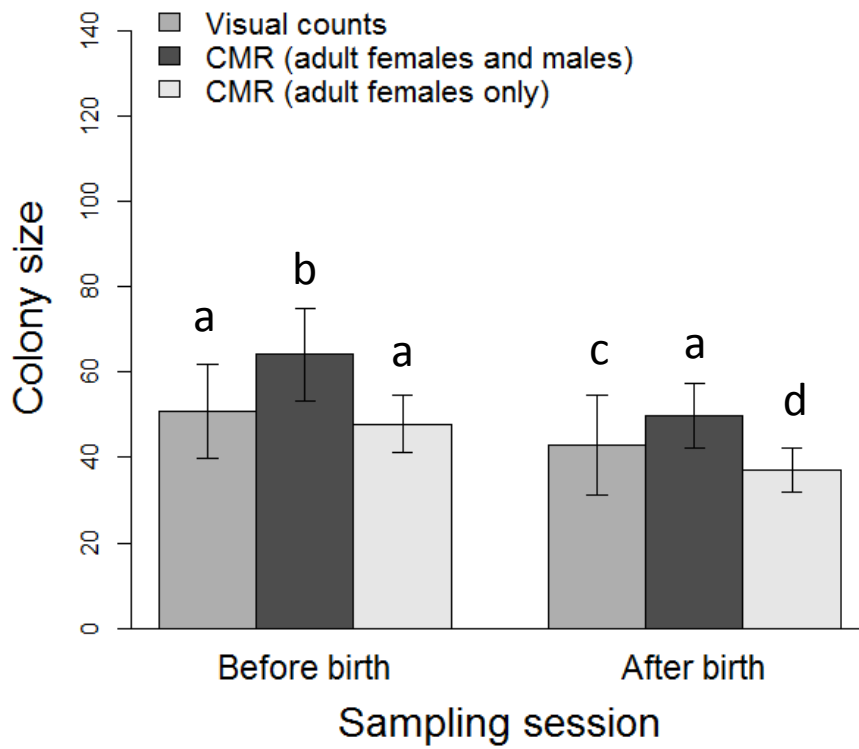 Visual counts
CMR (adult females and males)
CMR (adult females only)
140
120
100
80
60
40
20
0
Colony size
a
b
a
c
a
d
Before birth
After birth
Sampling session